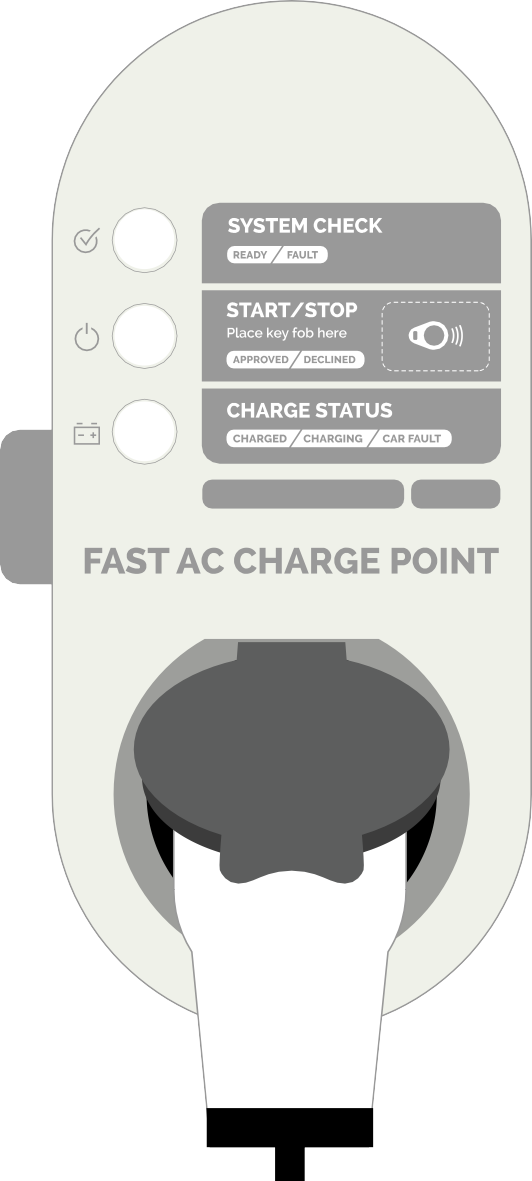 SYSTEM CHECK
READY / FAULT
START/STOP
Place key fob here
APPROVED / DECLINED
CHARGE STATUS
CHARGED / CHARGING / CAR FAULT
FAST AC CHARGE POINT